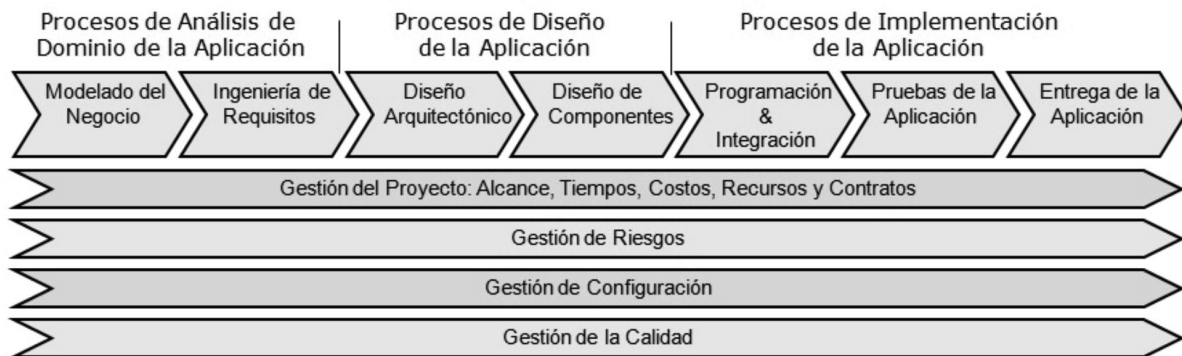 Procesos de Análisis de
Dominio de la Aplicación
Procesos de Diseño
de la Aplicación
Procesos de Implementación
de la Aplicación
Modelado del
Negocio
Ingeniería de
Requisitos
Diseño
Arquitectónico
Diseño de
Componentes
Programación
&
Integración
Pruebas de la
Aplicación
Entrega de la
Aplicación
Gestión del Proyecto: Alcance, Tiempos, Costos, Recursos y Contratos
Gestión de Riesgos
Gestión de Configuración
Gestión de la Calidad